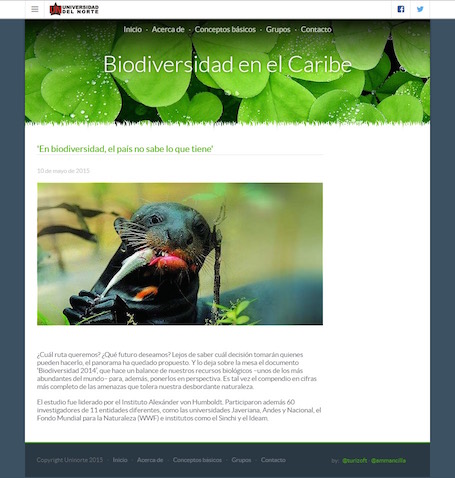 UNIVERSIDAD
DEL NORTE
Inicio - Acerca de - Conceptos básicos - Grupos - Contacto
Biodiversidad en el Caribe
'En biodiversidad, el país no sabe lo que tiene'
10 de mayo de 2015
¿Cuál ruta queremos? ¿Qué futuro deseamos? Lejos de saber cuál decisión tomarán quienes
pueden hacerlo, el panorama ha quedado propuesto. Y lo deja sobre la mesa el documento
'Biodiversidad 2014', que hace un balance de nuestros recursos biológicos –unos de los más
abundantes del mundo– para, además, ponerlos en perspectiva. Es tal vez el compendio en cifras
más completo de las amenazas que tolera nuestra desbordante naturaleza.
El estudio fue liderado por el Instituto Alexánder von Humboldt. Participaron además 60
investigadores de 11 entidades diferentes, como las universidades Javeriana, Andes y Nacional, el
Fondo Mundial para la Naturaleza (WWF) e institutos como el Sinchi y el Ideam.
Copyright Uninorte 2015 - Inicio - Acerca de - Conceptos básicos - Grupos - Contacto
by: